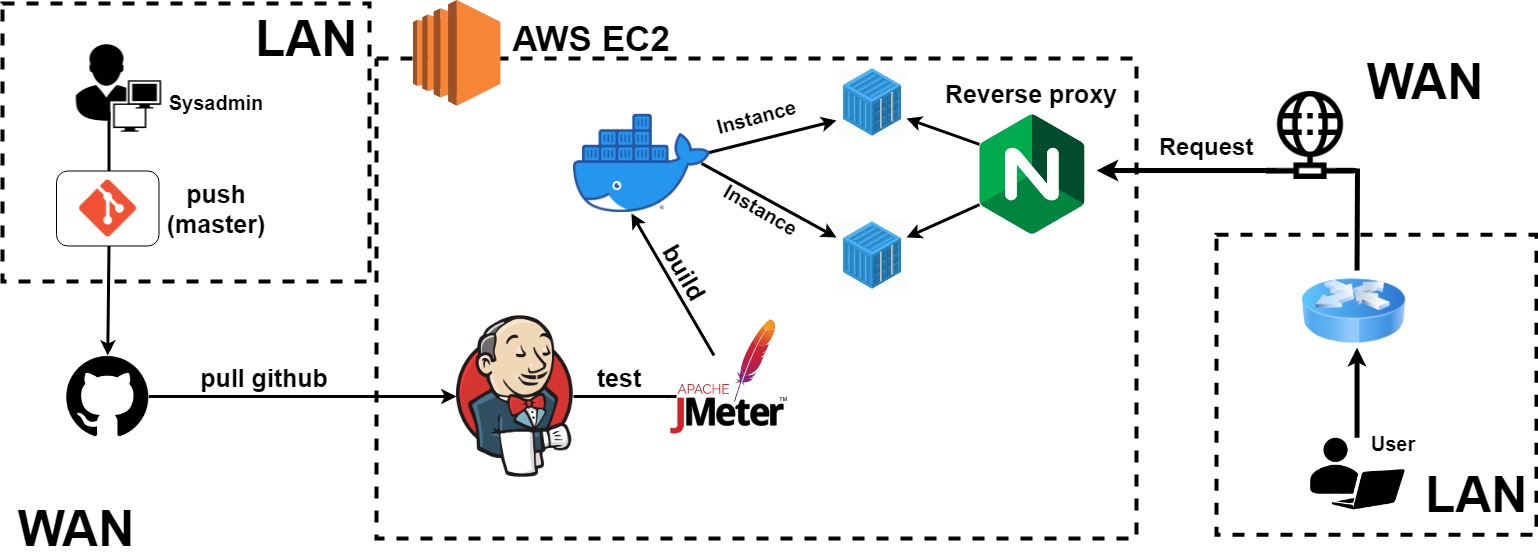 LAN
AWS EC2
WAN
Sysadmin
Reverse proxy
Instance
Request
push
(master)
Instance
build
pull github
test
APACHE
JMeter™
User
LAN
WAN